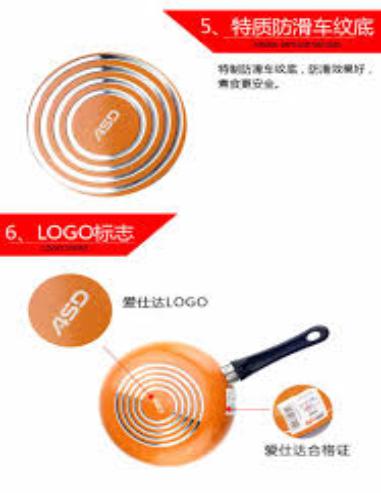 5、特质防滑车纹底
特制防滑车纹底，防滑效果好，
煮食更安全。
ASD
6、LOGO标志
ASD
爱仕达LOGO
ASD
爱仕达合格证